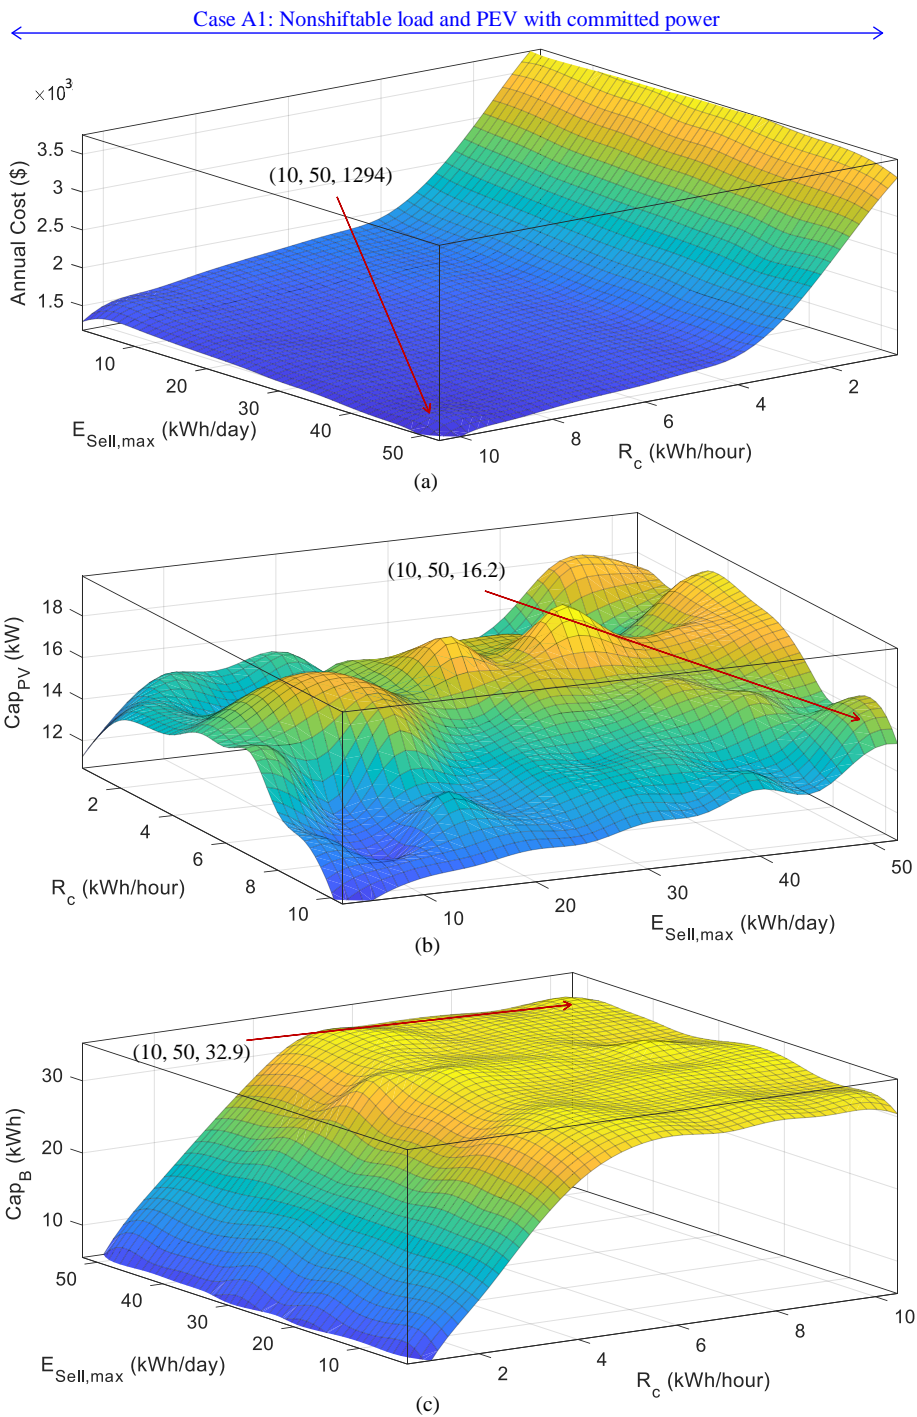 Case A1: Nonshiftable load and PEV with committed power
×10³
3.5
3
2.5
2
1.5
Annual Cost ($)
(10, 50, 1294)
10
20
30
40
50
E_Sell,max (kWh/day)
10
8
6
4
2
R_c (kWh/hour)
(a)
18
16
14
12
Cap_PV (kW)
(10, 50, 16.2)
2
4
6
8
10
R_c (kWh/hour)
10
20
30
40
50
E_Sell,max (kWh/day)
(b)
30
20
10
Cap_B (kWh)
(10, 50, 32.9)
50
40
30
20
10
E_Sell,max (kWh/day)
2
4
6
8
10
R_c (kWh/hour)
(c)